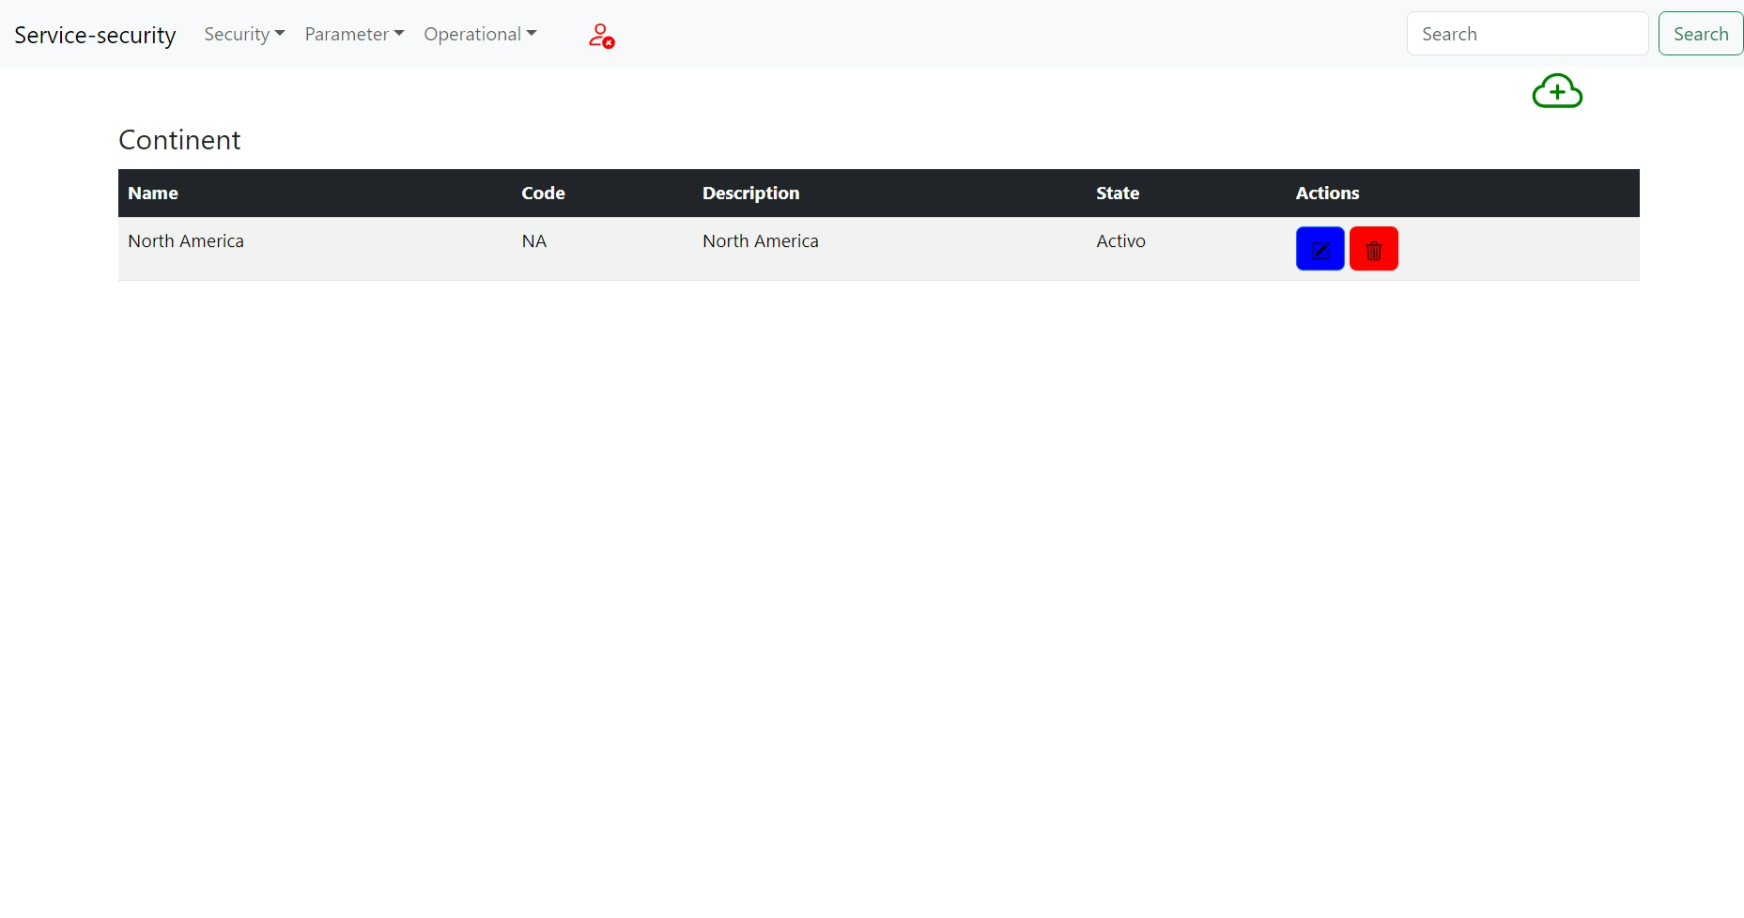 Service-security Security Parameter Operational Search Search
Continent
Name Code Description State Actions
North America NA North America Activo